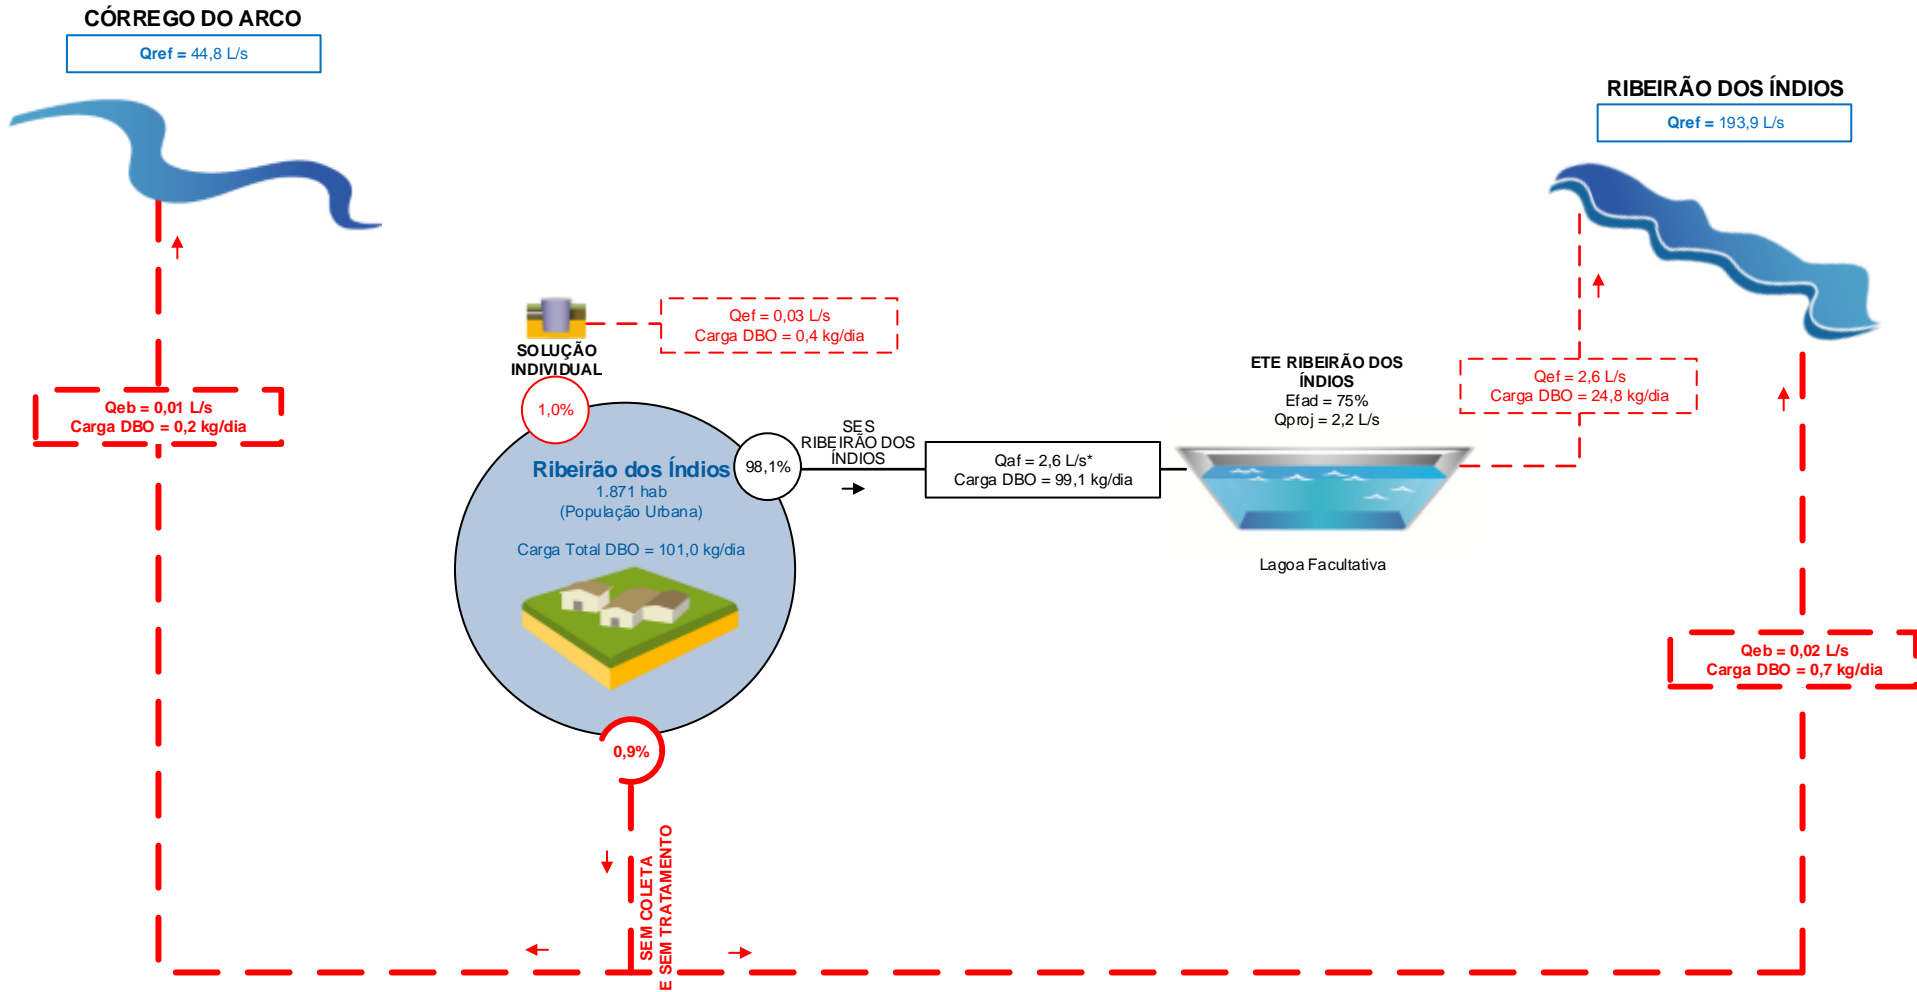 CÓRREGO DO ARCO
Qref = 44,8 L/s
RIBEIRÃO DOS ÍNDIOS
Qref = 193,9 L/s
Qef = 0,03 L/s
Carga DBO = 0,4 kg/dia
SOLUÇÃO
INDIVIDUAL
1,0%
Qeb = 0,01 L/s
Carga DBO = 0,2 kg/dia
ETE RIBEIRÃO DOS
ÍNDIOS
Efad = 75%
Qproj = 2,2 L/s
Qef = 2,6 L/s
Carga DBO = 24,8 kg/dia
SES
RIBEIRÃO DOS
ÍNDIOS
98,1%
Qaf = 2,6 L/s*
Carga DBO = 99,1 kg/dia
Ribeirão dos Índios
1.871 hab
(População Urbana)
Carga Total DBO = 101,0 kg/dia
Lagoa Facultativa
Qeb = 0,02 L/s
Carga DBO = 0,7 kg/dia
0,9%
SEM COLETA
E SEM TRATAMENTO